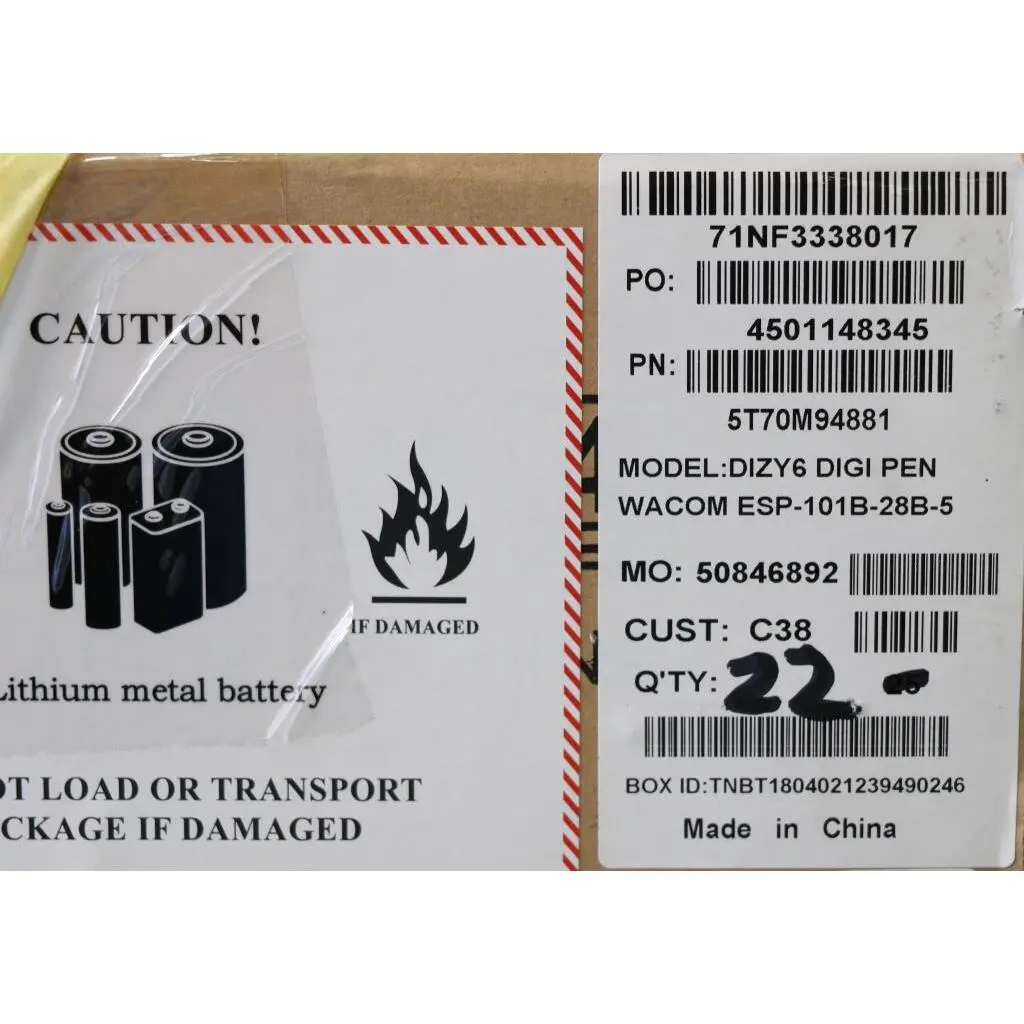 CAUTION!
IF DAMAGED
Lithium metal battery
OT LOAD OR TRANSPORT
CKAGE IF DAMAGED
71NF3338017
PO:
4501148345
PN:
5T70M94881
MODEL:DIZY6 DIGI PEN
WACOM ESP-101B-28B-5
MO: 50846892
CUST: C38
Q'TY: 22 25
BOX ID:TNBT1804021239490246
Made in China